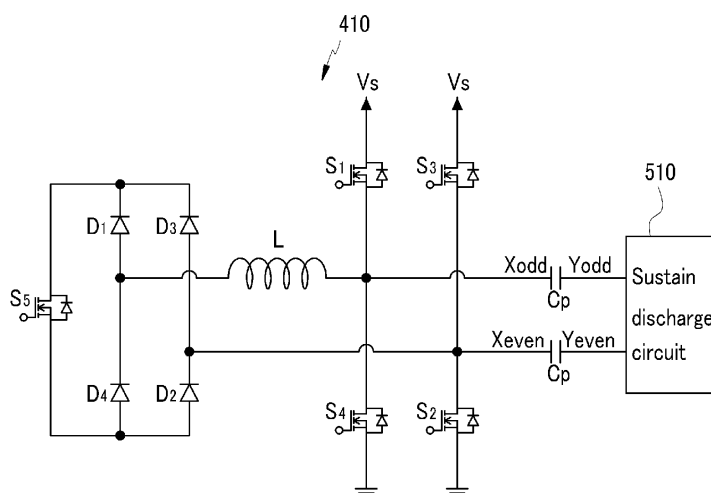 410
Vs Vs
S1 S3
510
D1 D3
L
Xodd Yodd
Cp
Sustain
discharge
circuit
S5
Xeven Yeven
Cp
D4 D2
S4 S2